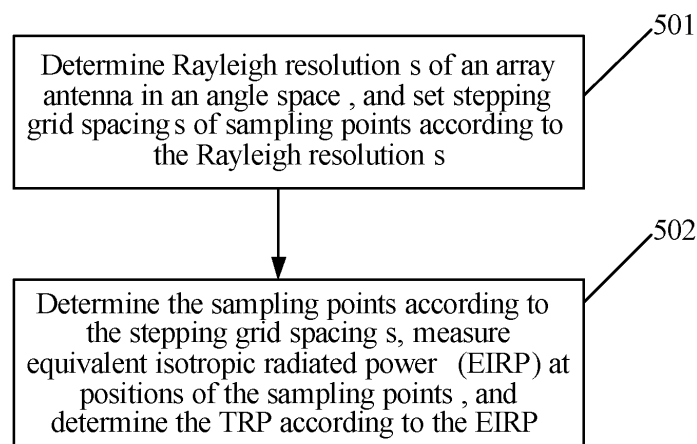 501
Determine Rayleigh resolution s of an array
antenna in an angle space , and set stepping
grid spacing s of sampling points according to
the Rayleigh resolution s
502
Determine the sampling points according to
the stepping grid spacing s, measure
equivalent isotropic radiated power (EIRP) at
positions of the sampling points , and
determine the TRP according to the EIRP